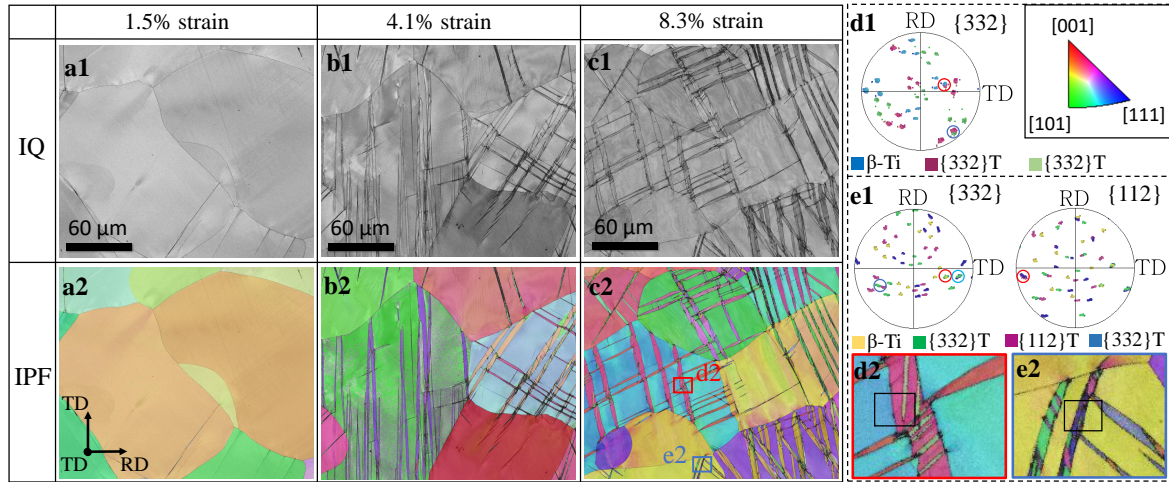 1.5% strain 4.1% strain 8.3% strain
IQ
a1
60 μm
b1
60 μm
c1
60 μm
IPF
a2
TD
TD
RD
b2
c2
d2
e2
d1
RD
{332}
TD
β-Ti {332}T {332}T
[001]
[101]
[111]
e1
RD
{332}
RD
{112}
TD
TD
β-Ti {332}T {112}T {332}T
d2
e2